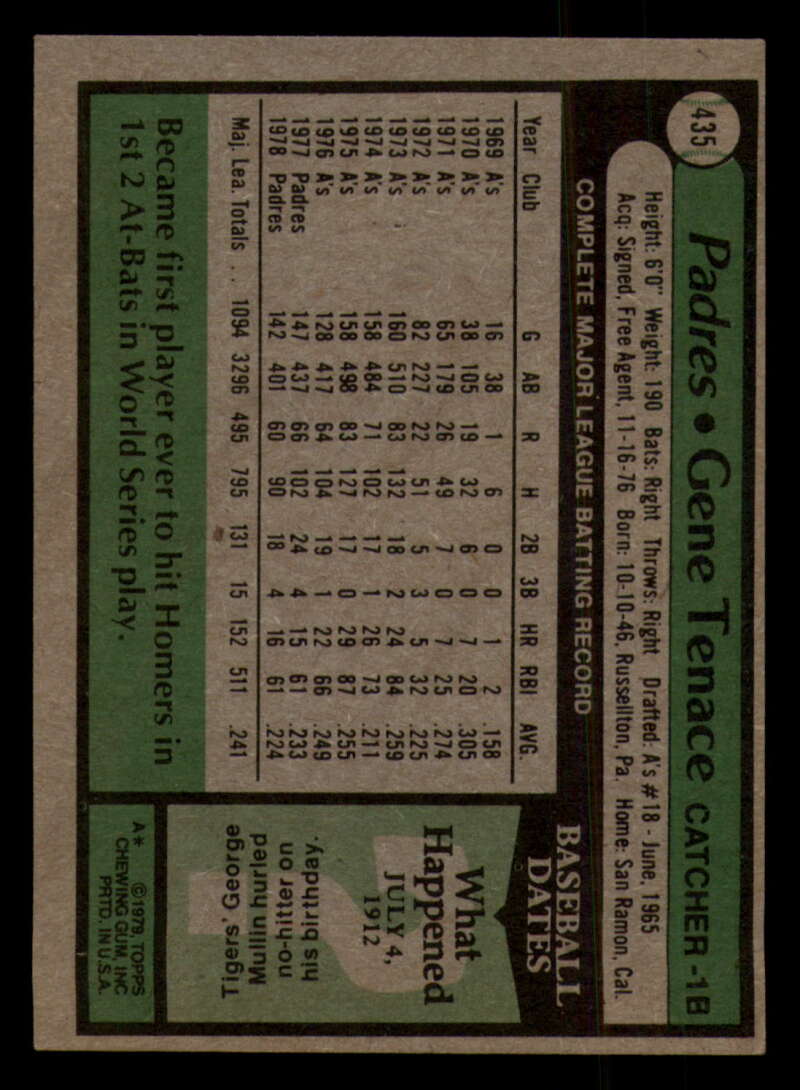 435
Padres • Gene Tenace CATCHER-1B
Height: 6'0" Weight: 190 Bats: Right Throws: Right Drafted: A's #18 - June, 1965
Acq: Signed, Free Agent, 11-16-76 Born: 10-10-46, Russellton, Pa. Home: San Ramon, Cal.
COMPLETE MAJOR LEAGUE BATTING RECORD
Year Club G AB R H 2B 3B HR RBI AVG.
1969 A's 16 38 1 6 0 0 1 2 .158
1970 A's 38 105 19 32 6 0 7 20 .305
1971 A's 65 179 26 49 7 0 7 25 .274
1972 A's 82 227 22 51 5 3 5 32 .225
1973 A's 160 510 83 132 18 2 24 84 .259
1974 A's 158 484 71 102 17 1 26 73 .211
1975 A's 158 498 83 127 17 0 29 87 .255
1976 A's 128 417 64 104 19 1 22 66 .249
1977 Padres 147 437 66 102 24 4 15 61 .233
1978 Padres 142 401 60 90 18 4 16 61 .224
Maj. Lea. Totals . . 1094 3296 495 795 131 15 152 511 .241
Became first player ever to hit Homers in
1st 2 At-Bats in World Series play.
BASEBALL
DATES
What
Happened
JULY 4,
1912
Tigers' George
Mullin hurled
no-hitter on
his birthday.
A* ©1979, TOPPS
CHEWING GUM, INC
PRTD. IN U.S.A.